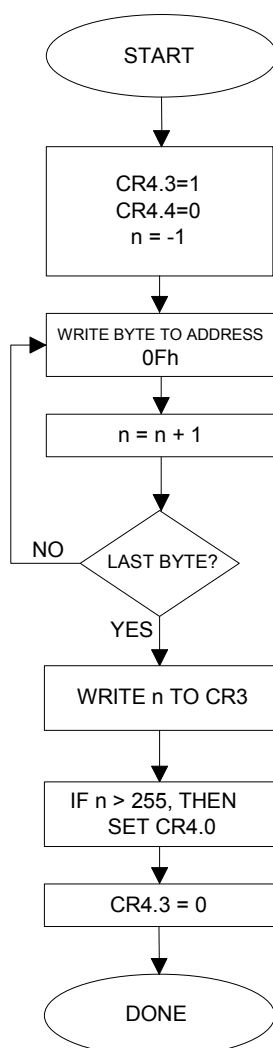 START
CR4.3=1
CR4.4=0
n = -1
WRITE BYTE TO ADDRESS
0Fh
n = n + 1
NO
LAST BYTE?
YES
WRITE n TO CR3
IF n > 255, THEN
SET CR4.0
CR4.3 = 0
DONE